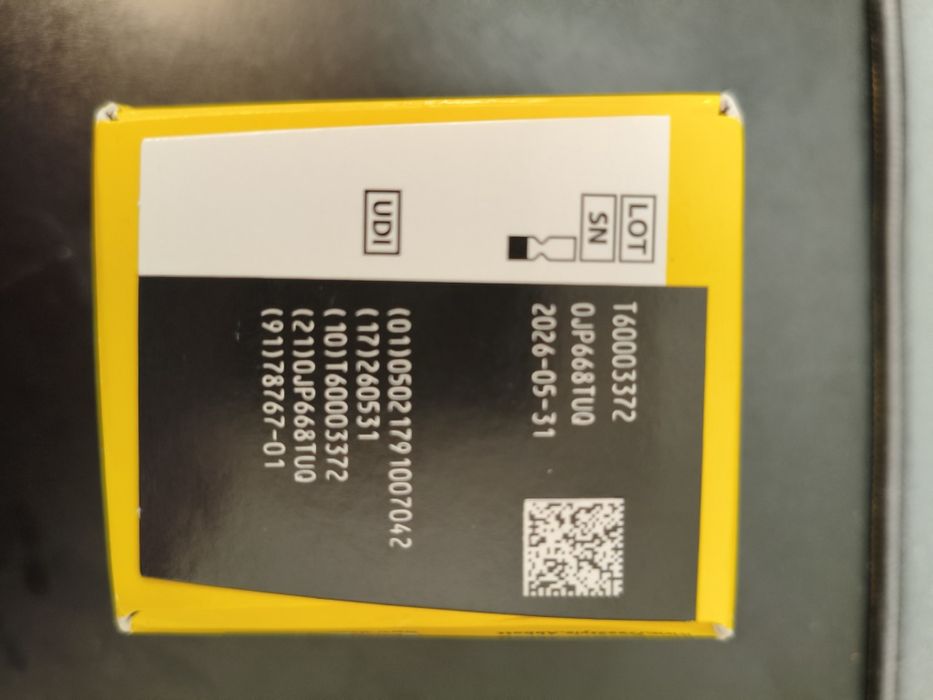 LOT T60003372
SN 0JP668TU0
2026-05-31
UDI (01)05021791007042
(17)260531
(10)T60003372
(21)0JP668TU0
(91)78767-01